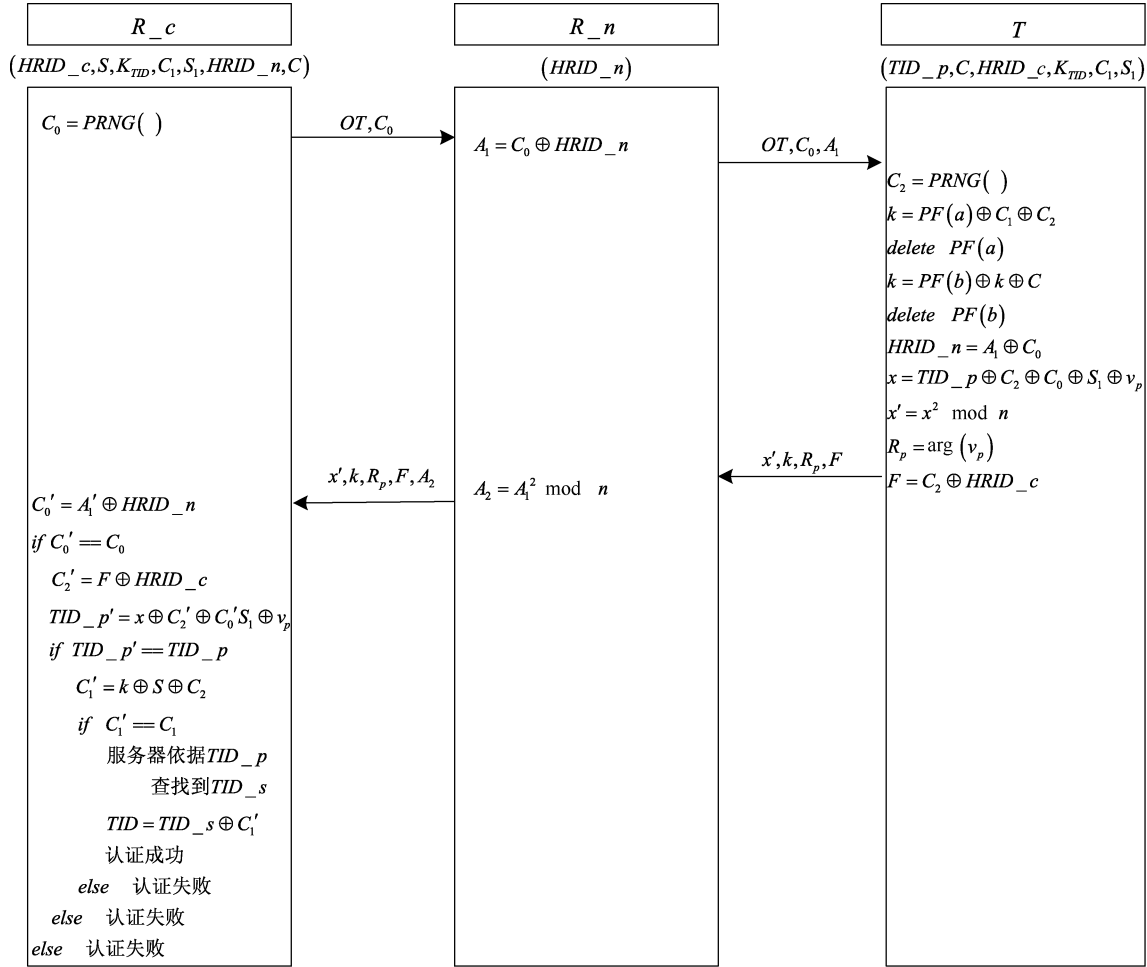 R_c
(HRID_c,S,K_{TID},C_1,S_1,HRID_n,C)
C_0=PRNG( )
C_0′=A_1′⊕HRID_n
if C_0′==C_0
C_2′=F⊕HRID_c
TID_p′=x⊕C_2′⊕C_0′S_1⊕v_p
if TID_p′==TID_p
C_1′=k⊕S⊕C_2
if C_1′==C_1
服务器依据TID_p
查找到TID_s
TID=TID_s⊕C_1′
认证成功
else 认证失败
else 认证失败
else 认证失败
OT,C_0
x′,k,R_p,F,A_2
R_n
(HRID_n)
A_1=C_0⊕HRID_n
A_2=A_1^2 mod n
OT,C_0,A_1
x′,k,R_p,F
T
(TID_p,C,HRID_c,K_{TID},C_1,S_1)
C_2=PRNG( )
k=PF(a)⊕C_1⊕C_2
delete PF(a)
k=PF(b)⊕k⊕C
delete PF(b)
HRID_n=A_1⊕C_0
x=TID_p⊕C_2⊕C_0⊕S_1⊕v_p
x′=x^2 mod n
R_p=arg(v_p)
F=C_2⊕HRID_c